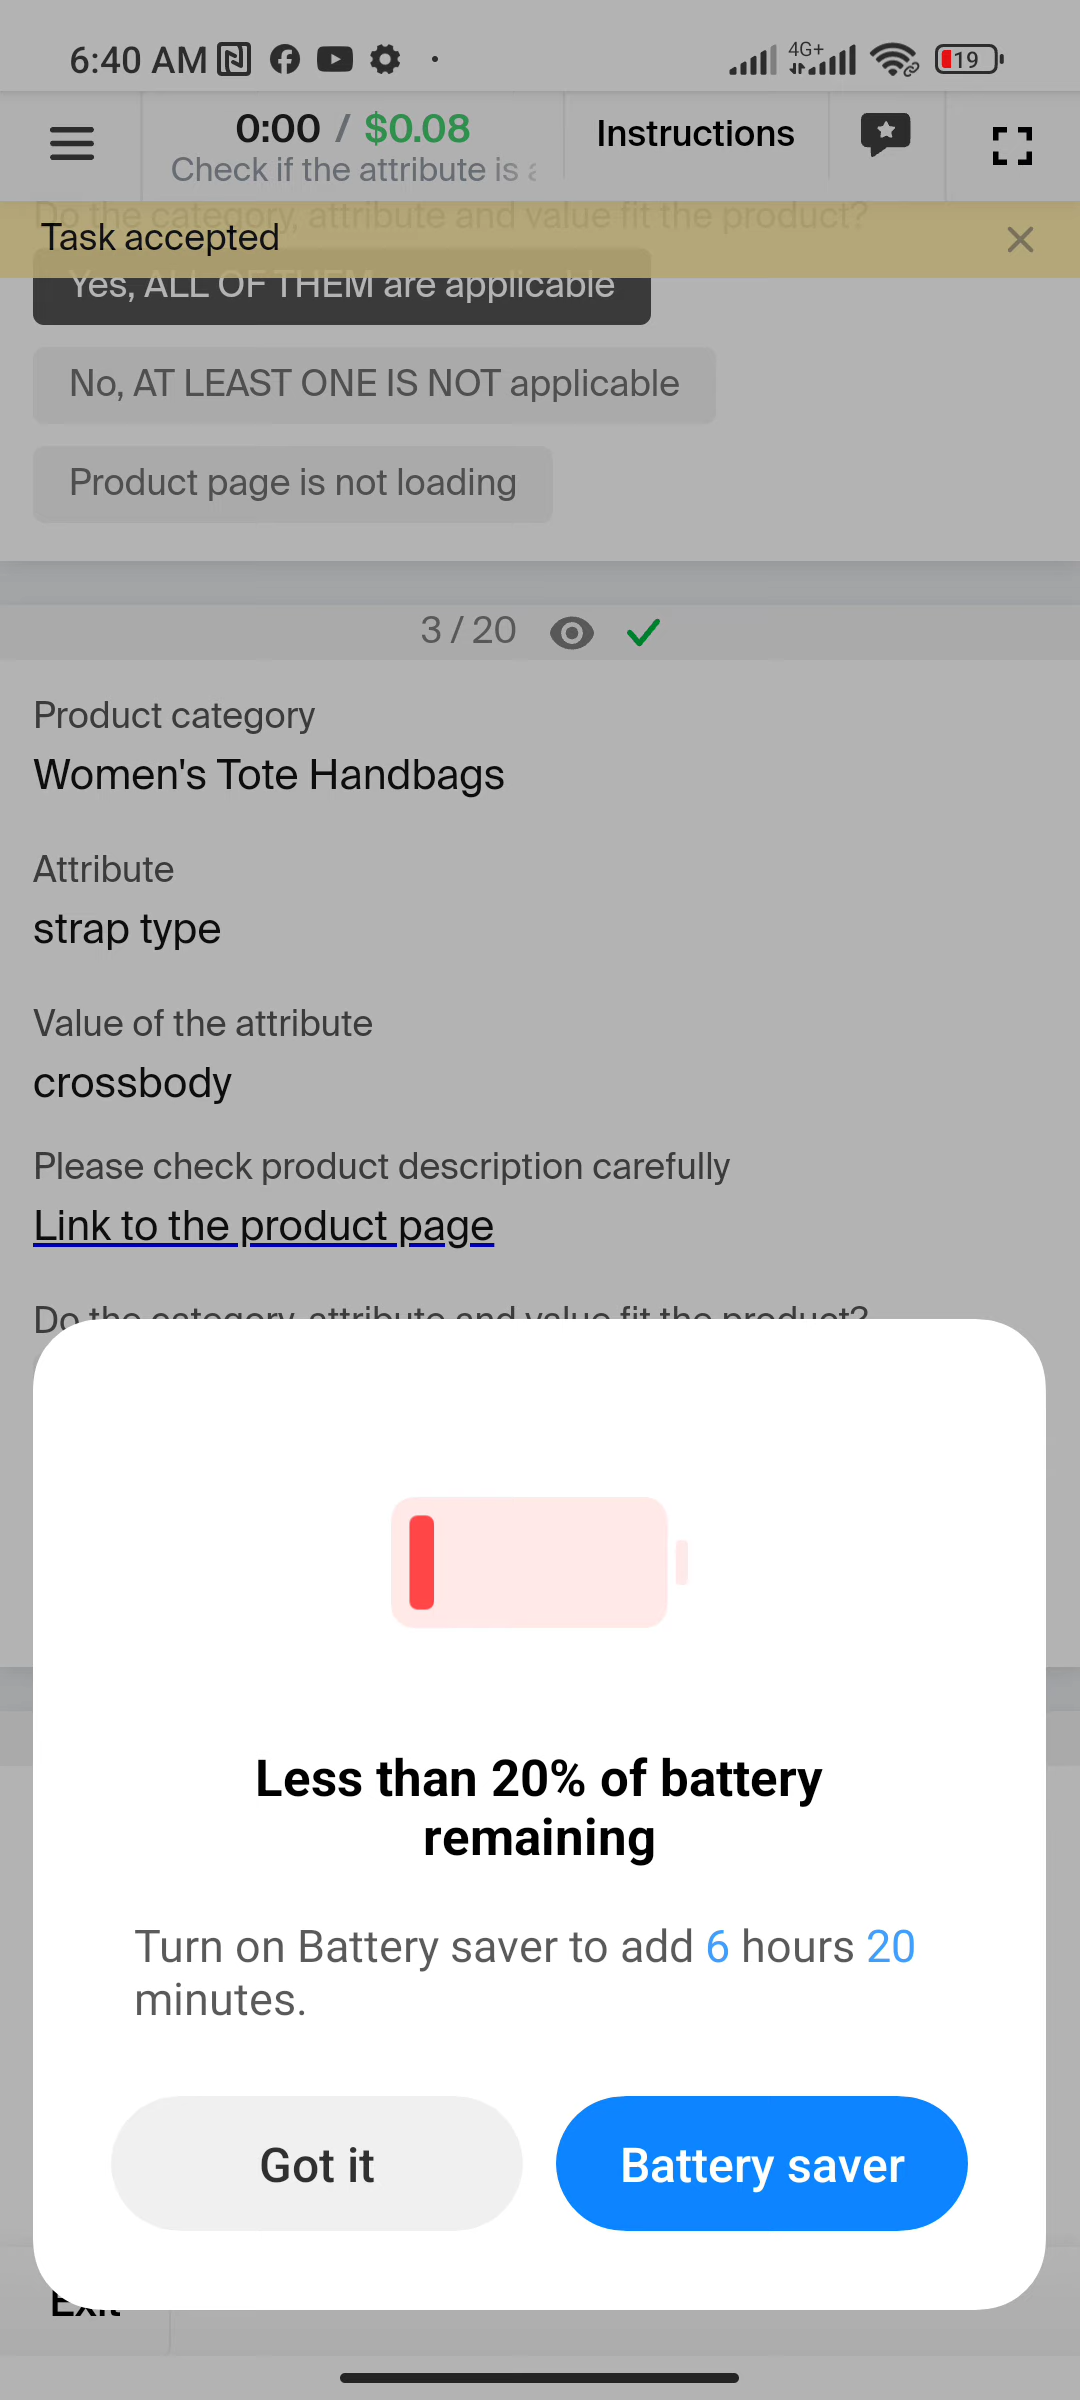 6:40 AM
4G+
19
0:00 / $0.08
Check if the attribute is a
Instructions
Do the category, attribute and value fit the product?
Task accepted
Yes, ALL OF THEM are applicable
No, AT LEAST ONE IS NOT applicable
Product page is not loading
3 / 20
Product category
Women's Tote Handbags
Attribute
strap type
Value of the attribute
crossbody
Please check product description carefully
Link to the product page
Do the category, attribute and value fit the product?
Less than 20% of battery
remaining
Turn on Battery saver to add 6 hours 20
minutes.
Got it
Battery saver
Exit